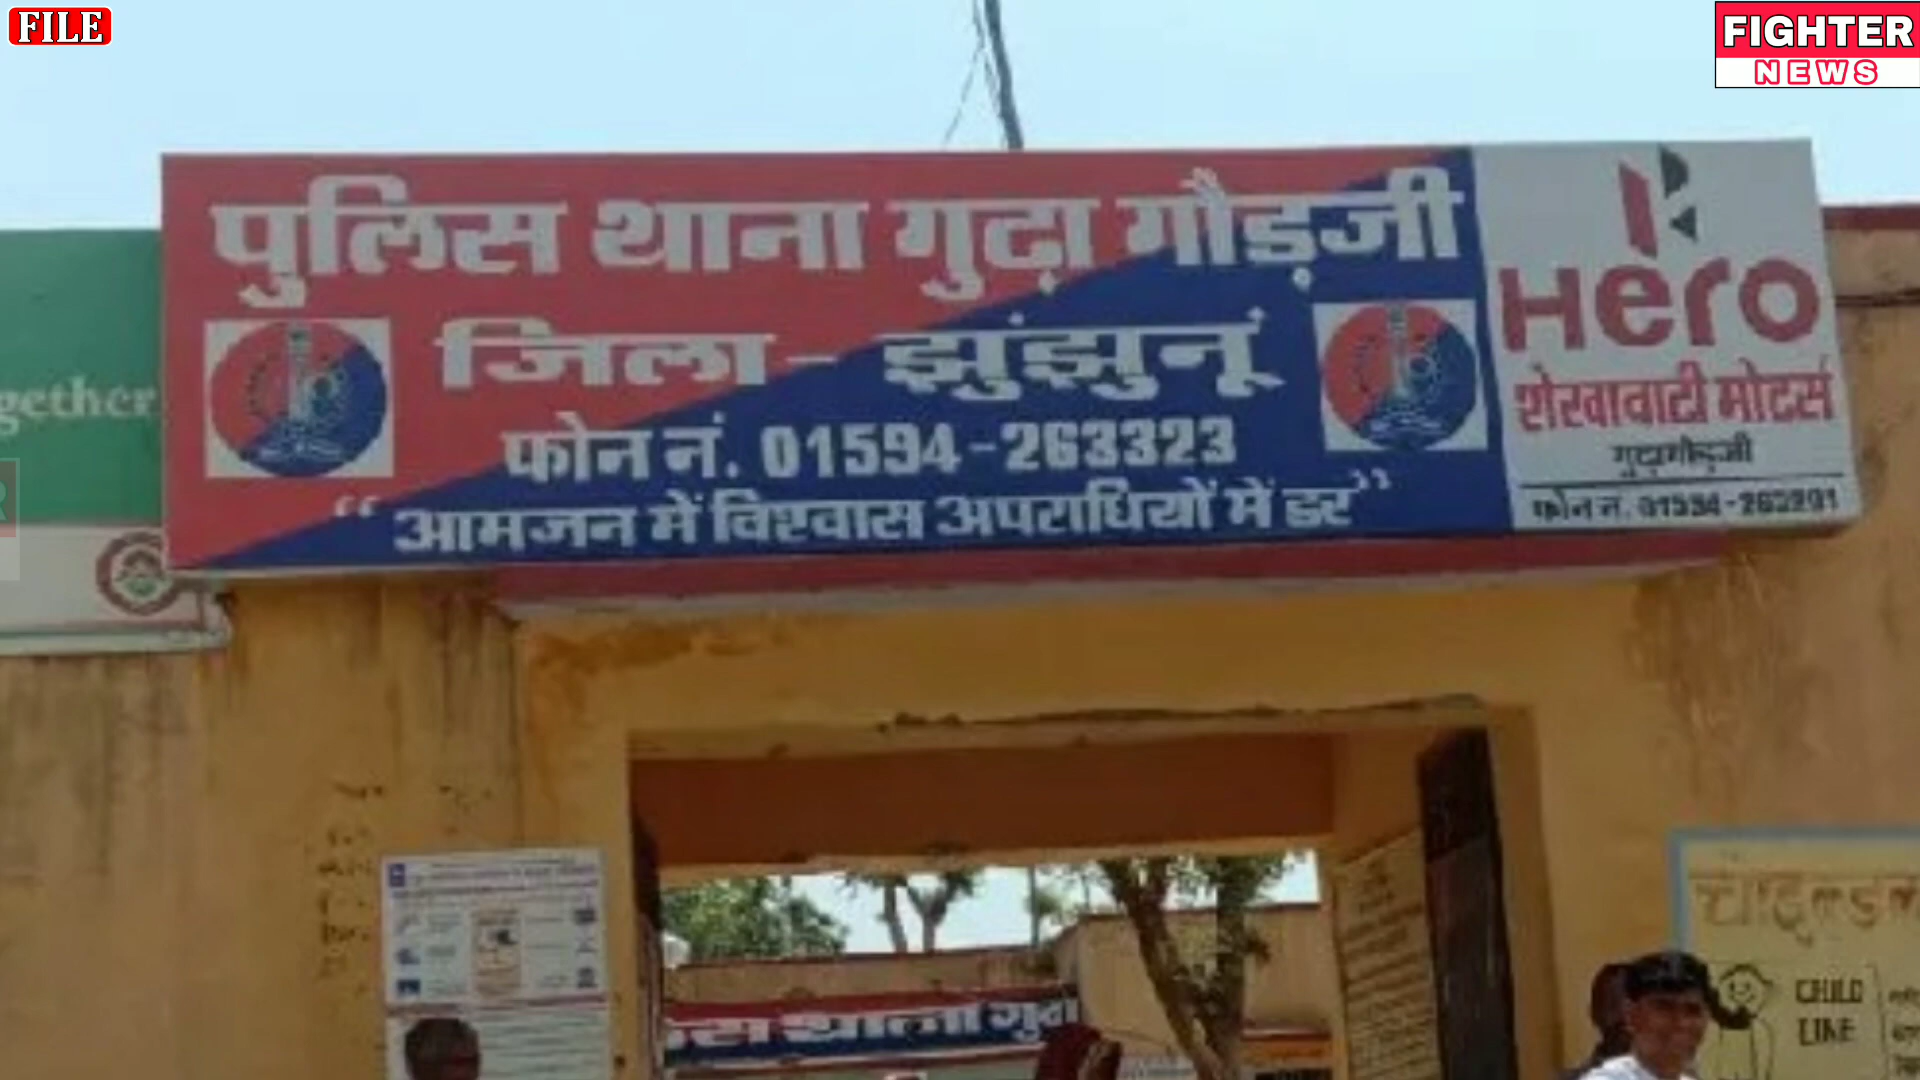 FILE
FIGHTER
NEWS
पुलिस थाना गुढ़ा गौड़जी
जिला - झुंझुनूं
फोन नं. 01594-263323
“आमजन में विश्वास अपराधियों में डर”
Hero
शेखावाटी मोटर्स
गुढ़ागौड़जी
फोन नं. 01594-263291
gether
थाना गुढ़ा
CHILD
LINE